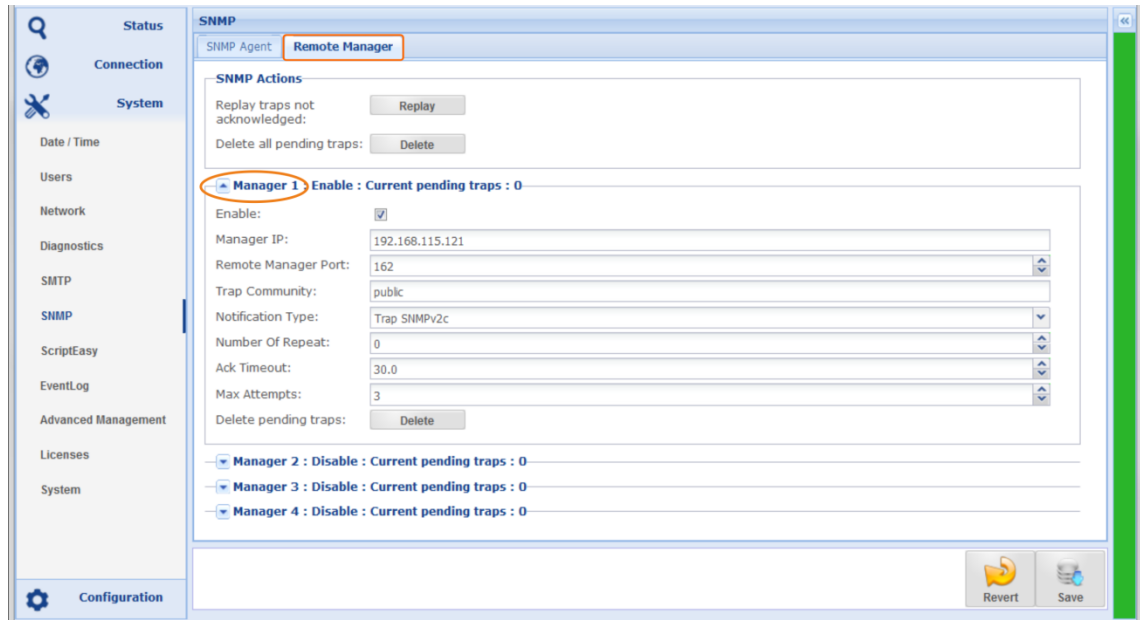 Status
Connection
System
Date / Time
Users
Network
Diagnostics
SMTP
SNMP
ScriptEasy
EventLog
Advanced Management
Licenses
System
Configuration
SNMP
SNMP Agent Remote Manager
SNMP Actions
Replay traps not
acknowledged: Replay
Delete all pending traps: Delete
Manager 1 : Enable : Current pending traps : 0
Enable:
Manager IP: 192.168.115.121
Remote Manager Port: 162
Trap Community: public
Notification Type: Trap SNMPv2c
Number Of Repeat: 0
Ack Timeout: 30.0
Max Attempts: 3
Delete pending traps: Delete
Manager 2 : Disable : Current pending traps : 0
Manager 3 : Disable : Current pending traps : 0
Manager 4 : Disable : Current pending traps : 0
Revert Save